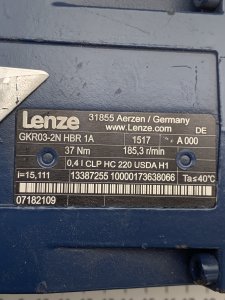 Lenze
31855 Aerzen / Germany
www.Lenze.com
DE
GKR03-2N HBR 1A
1517
A 000
37 Nm
185,3 r/min
0,4 l CLP HC 220 USDA H1
i=15,111
13387255 10000173638066
Ta≤40°C
07182109